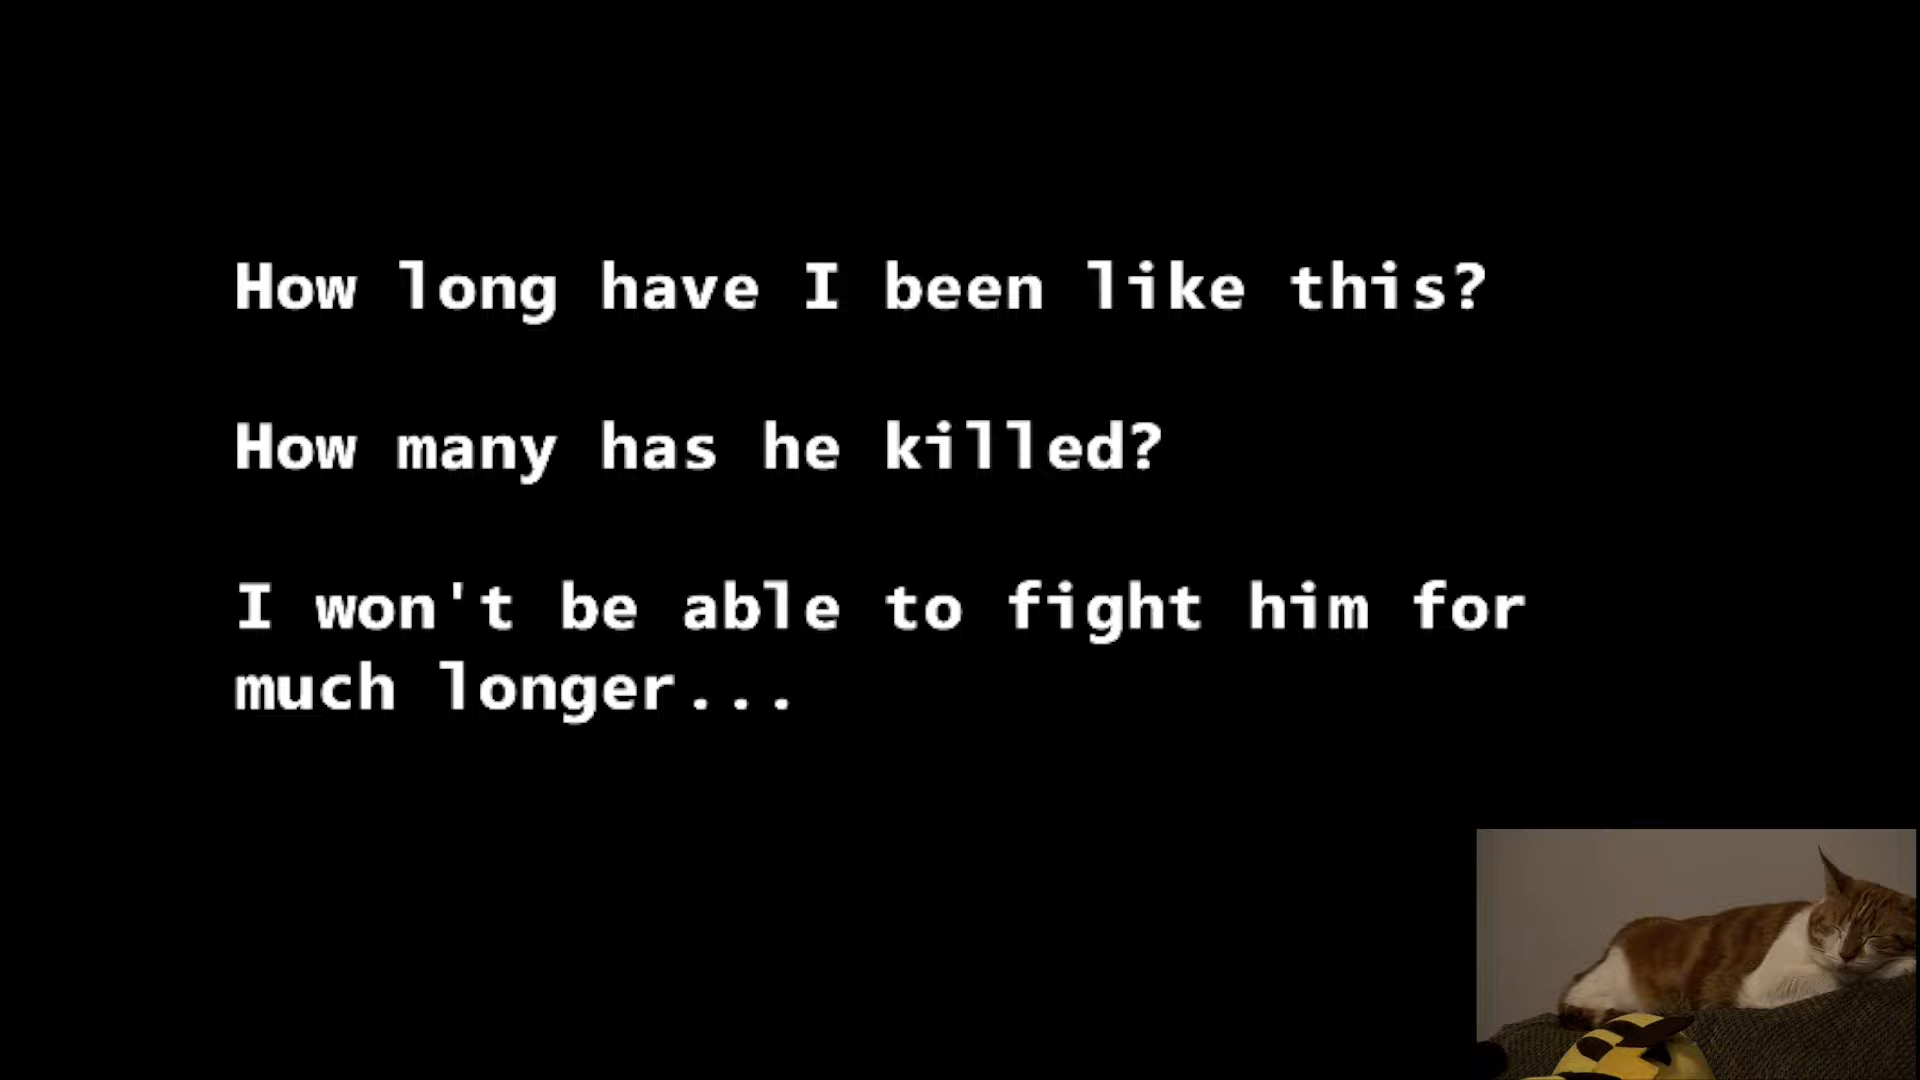 How long have I been like this?
How many has he killed?
I won't be able to fight him for
much longer...